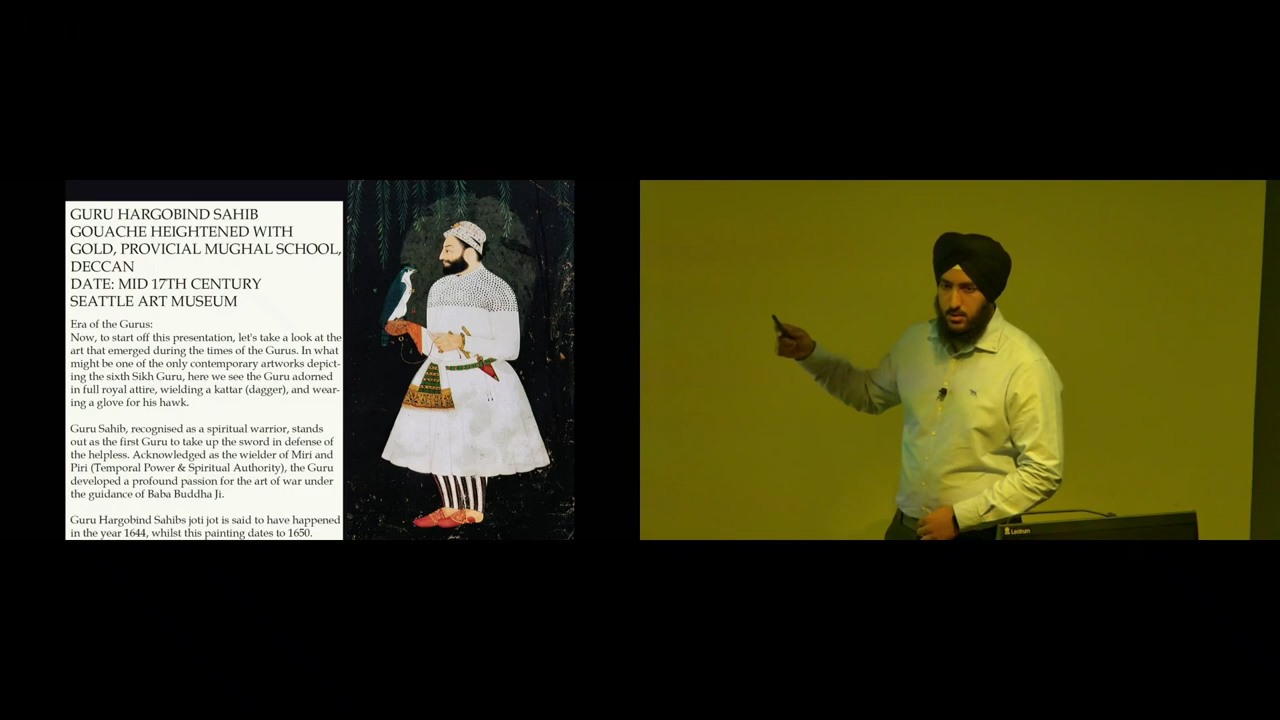 GURU HARGOBIND SAHIB
GOUACHE HEIGHTENED WITH
GOLD, PROVICIAL MUGHAL SCHOOL,
DECCAN
DATE: MID 17TH CENTURY
SEATTLE ART MUSEUM
Era of the Gurus:
Now, to start off this presentation, let's take a look at the
art that emerged during the times of the Gurus. In what
might be one of the only contemporary artworks depict-
ing the sixth Sikh Guru, here we see the Guru adorned
in full royal attire, wielding a kattar (dagger), and wear-
ing a glove for his hawk.
Guru Sahib, recognised as a spiritual warrior, stands
out as the first Guru to take up the sword in defense of
the helpless. Acknowledged as the wielder of Miri and
Piri (Temporal Power & Spiritual Authority), the Guru
developed a profound passion for the art of war under
the guidance of Baba Buddha Ji.
Guru Hargobind Sahibs joti jot is said to have happened
in the year 1644, whilst this painting dates to 1650.
Lectrum